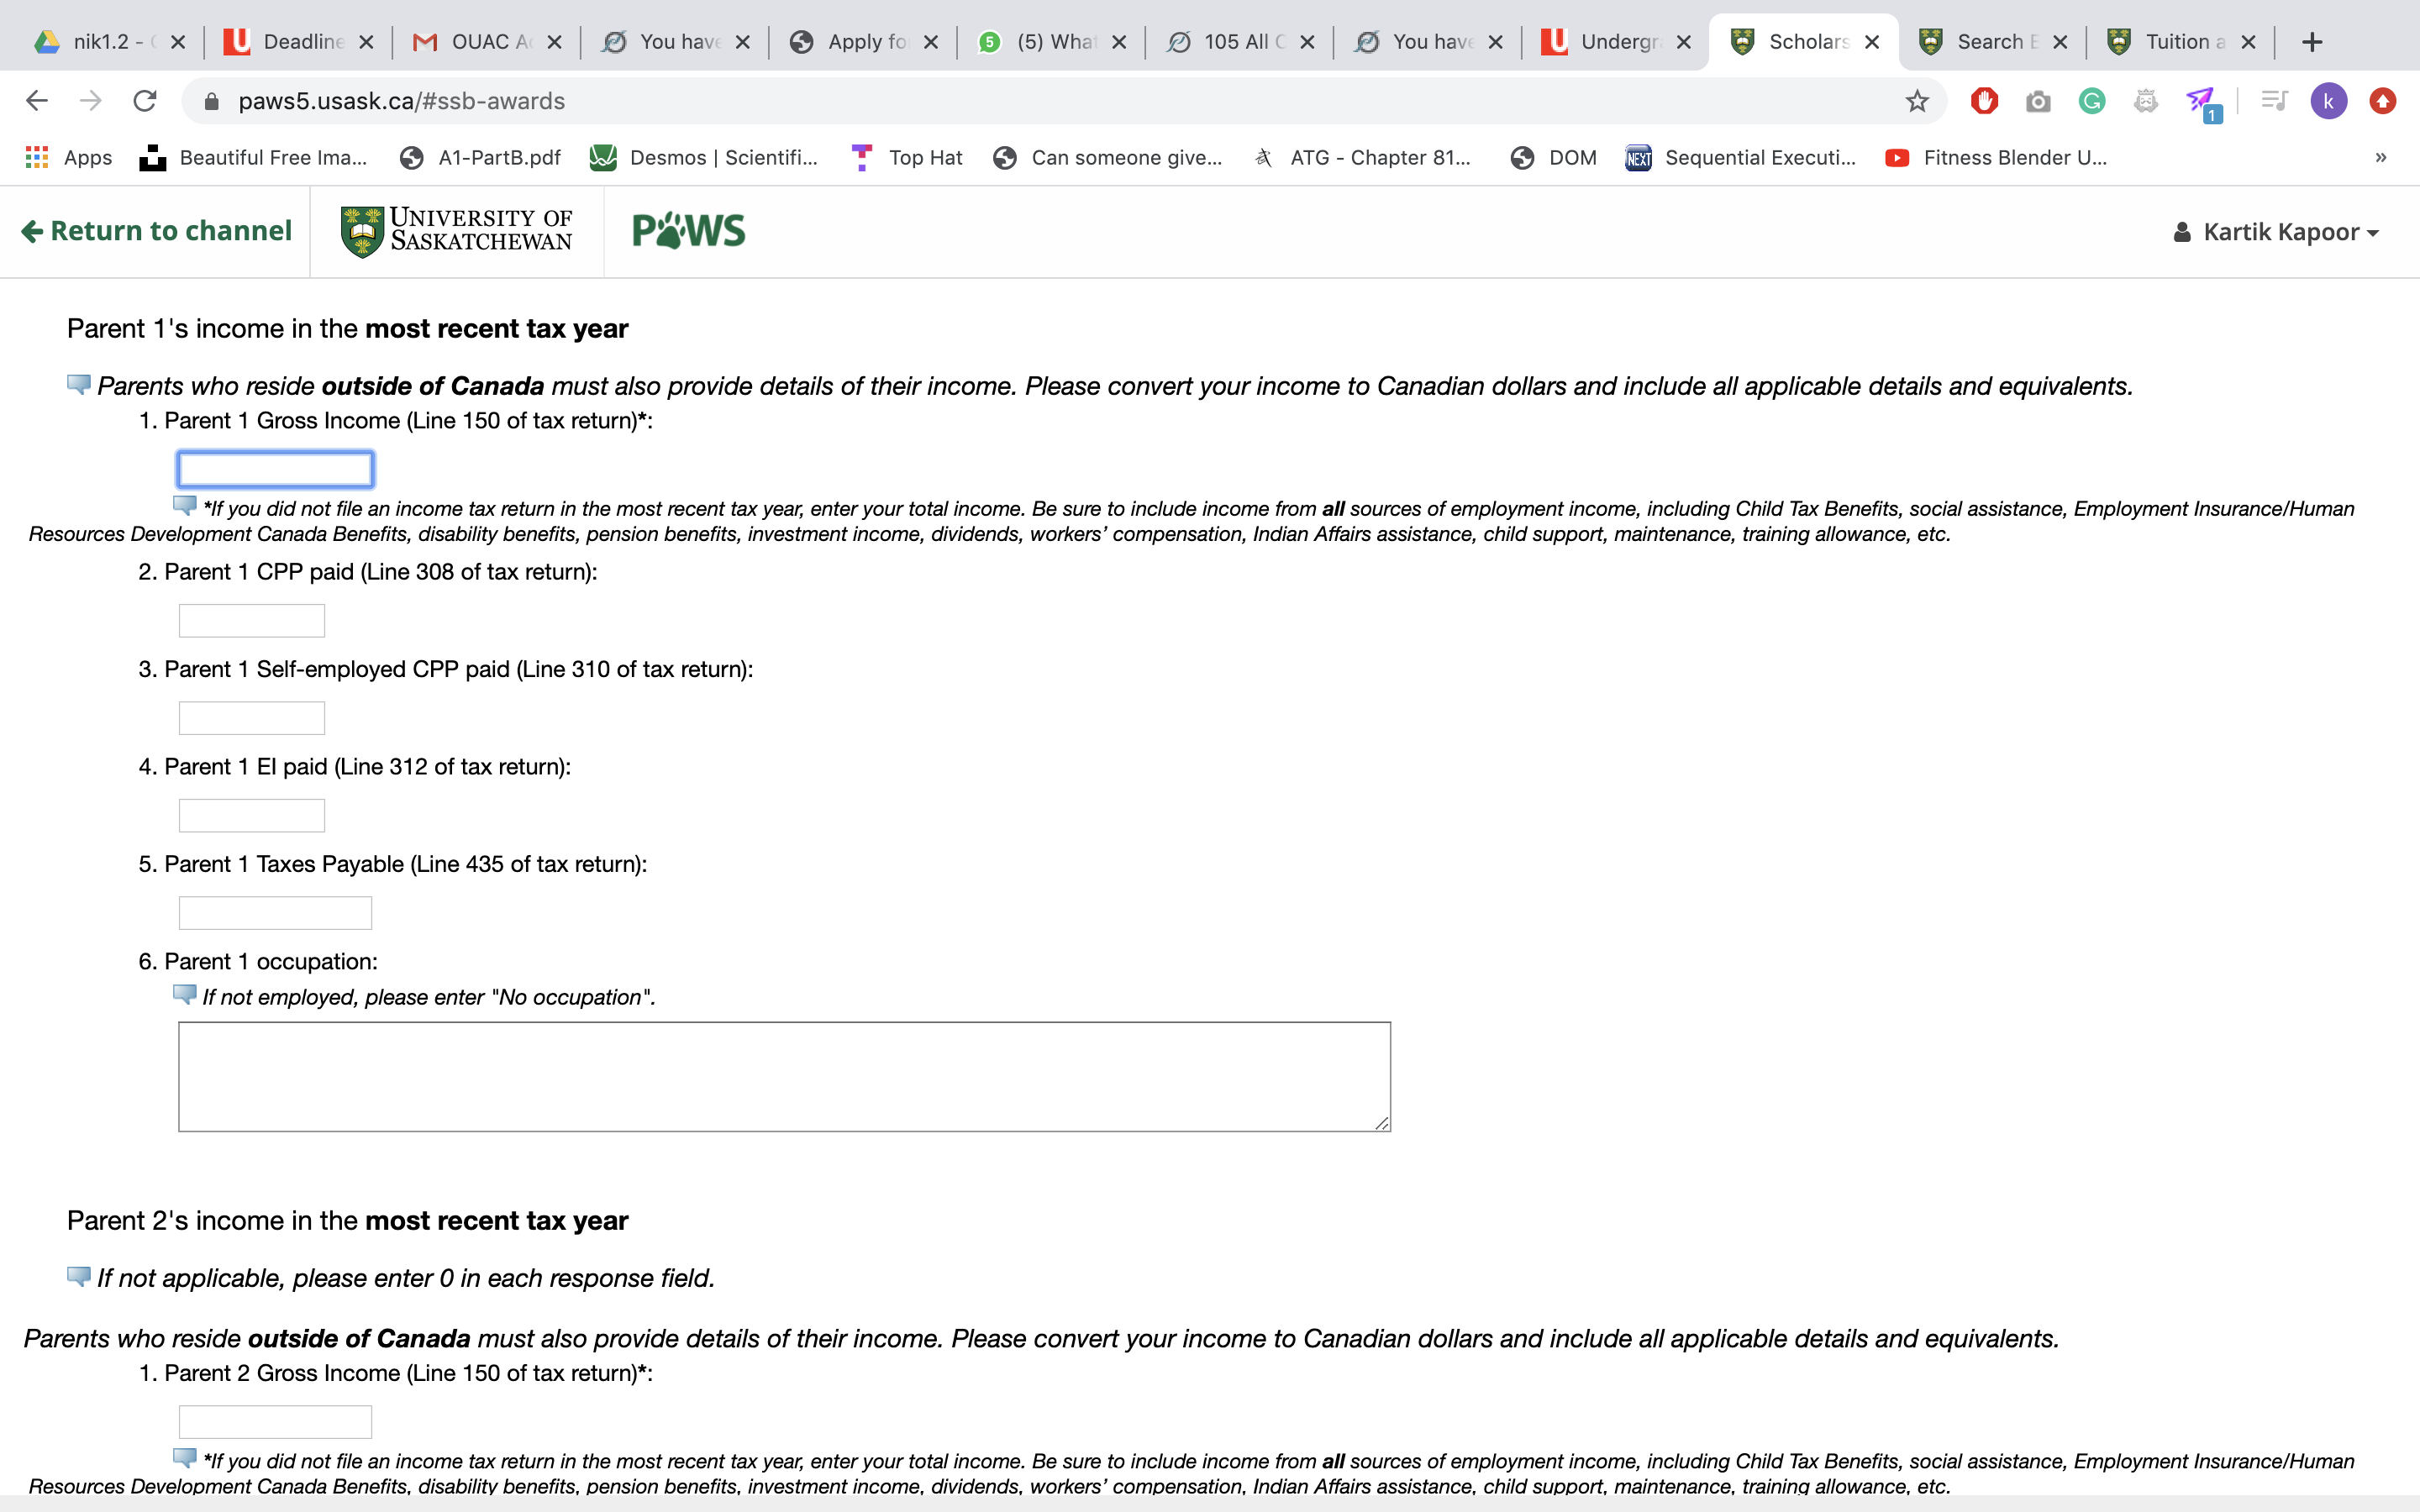 nik1.2 -
Deadline
OUAC A
You have
Apply fo
5
(5) What
105 All C
You have
Undergr
Scholars
Search E
Tuition a
paws5.usask.ca/#ssb-awards
1
k
Apps
Beautiful Free Ima...
A1-PartB.pdf
Desmos | Scientifi...
Top Hat
Can someone give...
ATG - Chapter 81...
DOM
NEXT
Sequential Executi...
Fitness Blender U...
»
Return to channel
UNIVERSITY OF
SASKATCHEWAN
PAWS
Kartik Kapoor
Parent 1's income in the most recent tax year
Parents who reside outside of Canada must also provide details of their income. Please convert your income to Canadian dollars and include all applicable details and equivalents.
1. Parent 1 Gross Income (Line 150 of tax return)*:
*If you did not file an income tax return in the most recent tax year, enter your total income. Be sure to include income from all sources of employment income, including Child Tax Benefits, social assistance, Employment Insurance/Human
Resources Development Canada Benefits, disability benefits, pension benefits, investment income, dividends, workers' compensation, Indian Affairs assistance, child support, maintenance, training allowance, etc.
2. Parent 1 CPP paid (Line 308 of tax return):
3. Parent 1 Self-employed CPP paid (Line 310 of tax return):
4. Parent 1 EI paid (Line 312 of tax return):
5. Parent 1 Taxes Payable (Line 435 of tax return):
6. Parent 1 occupation:
If not employed, please enter "No occupation".
Parent 2's income in the most recent tax year
If not applicable, please enter 0 in each response field.
Parents who reside outside of Canada must also provide details of their income. Please convert your income to Canadian dollars and include all applicable details and equivalents.
1. Parent 2 Gross Income (Line 150 of tax return)*:
*If you did not file an income tax return in the most recent tax year, enter your total income. Be sure to include income from all sources of employment income, including Child Tax Benefits, social assistance, Employment Insurance/Human
Resources Development Canada Benefits, disability benefits, pension benefits, investment income, dividends, workers' compensation, Indian Affairs assistance, child support, maintenance, training allowance, etc.